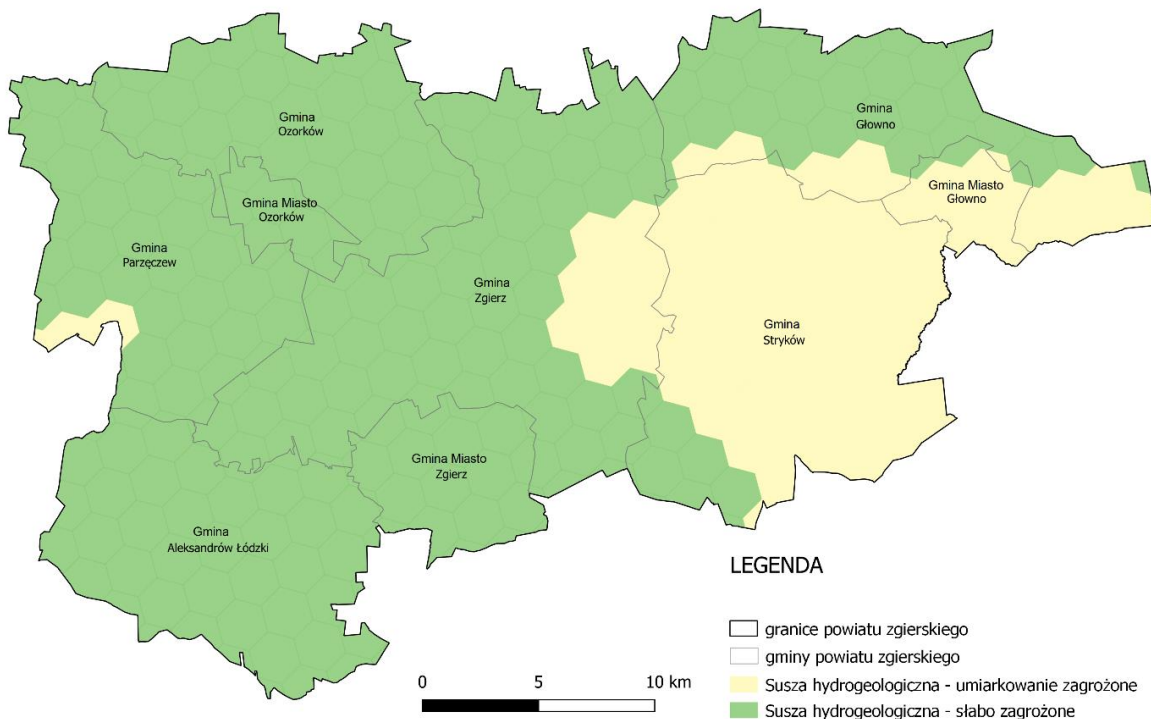 Gmina
Ozorków
Gmina
Głowno
Gmina Miasto
Ozorków
Gmina Miasto
Głowno
Gmina
Parzęczew
Gmina
Zgierz
Gmina
Stryków
Gmina Miasto
Zgierz
Gmina
Aleksandrów Łódzki
LEGENDA
granice powiatu zgierskiego
gminy powiatu zgierskiego
Susza hydrogeologiczna - umiarkowanie zagrożone
Susza hydrogeologiczna - słabo zagrożone
0 5 10 km